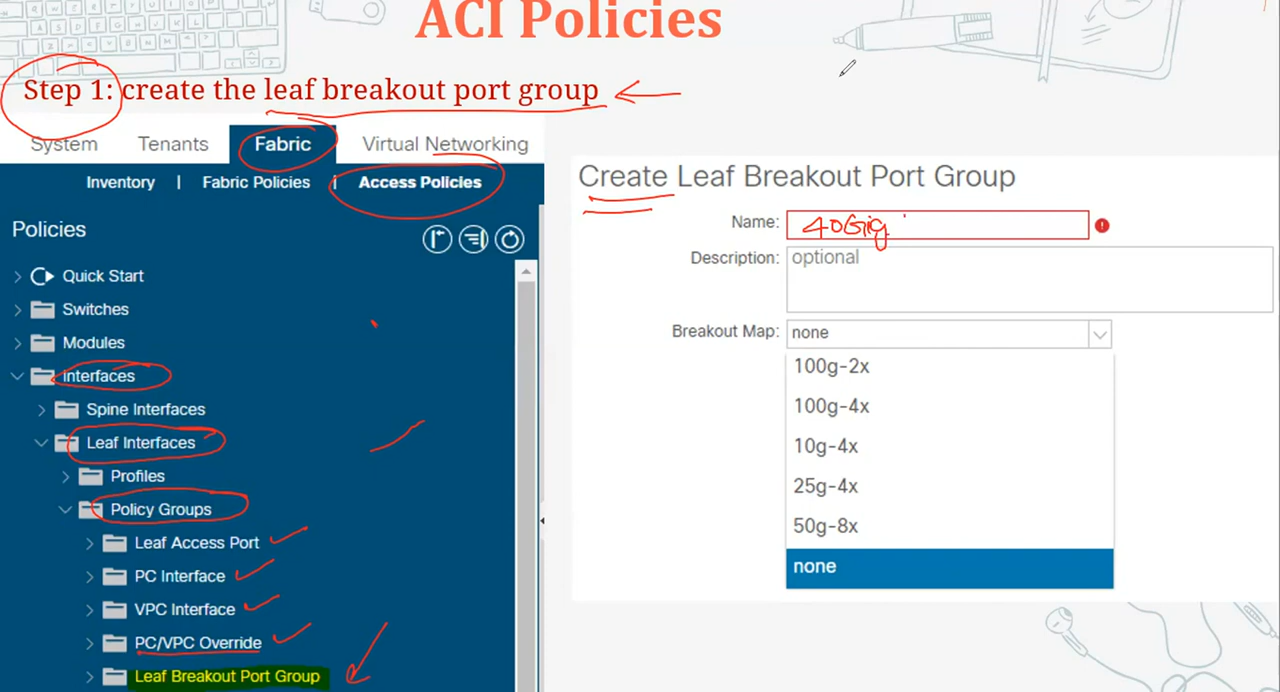 ACI Policies
Step 1: create the leaf breakout port group
System Tenants Fabric Virtual Networking
Inventory | Fabric Policies | Access Policies
Policies
Quick Start
Switches
Modules
Interfaces
Spine Interfaces
Leaf Interfaces
Profiles
Policy Groups
Leaf Access Port
PC Interface
VPC Interface
PC/VPC Override
Leaf Breakout Port Group
Create Leaf Breakout Port Group
Name: 40Gig
Description: optional
Breakout Map: none
100g-2x
100g-4x
10g-4x
25g-4x
50g-8x
none